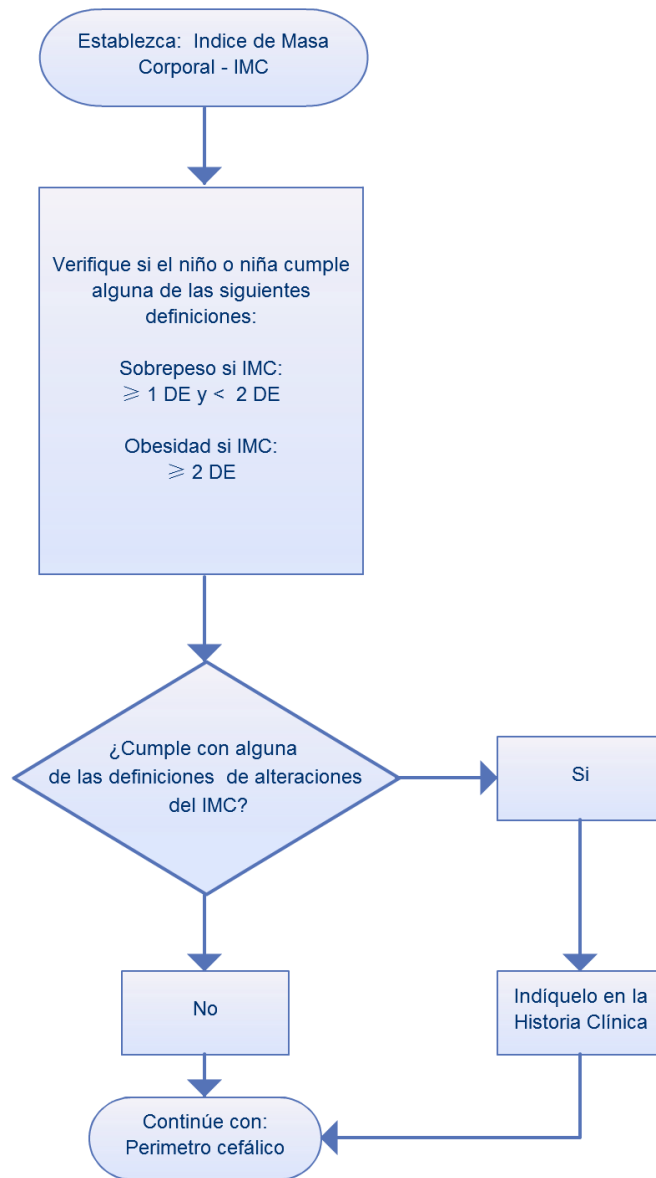 Establezca:  Indice de Masa
Corporal - IMC
Verifique si el niño o niña cumple
alguna de las siguientes
definiciones:
Sobrepeso si IMC:
≥ 1 DE y <  2 DE
Obesidad si IMC:
≥ 2 DE
¿Cumple con alguna
de las definiciones  de alteraciones
del IMC?
Si
No
Indíquelo en la
Historia Clínica
Continúe con:
Perimetro cefálico